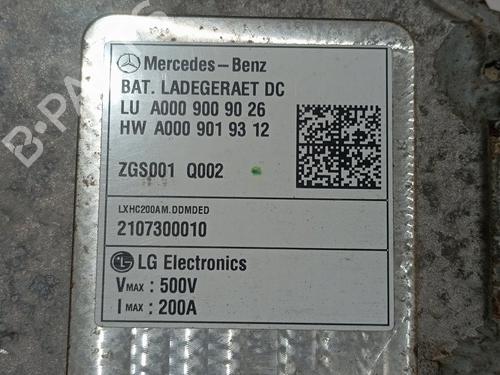 Mercedes-Benz
BAT. LADEGERAET DC
LU A000 900 90 26
HW A000 901 93 12
ZGS001 Q002
LXHC200AM.DDMDED
2107300010
LG Electronics
VMAX : 500V
IMAX : 200A